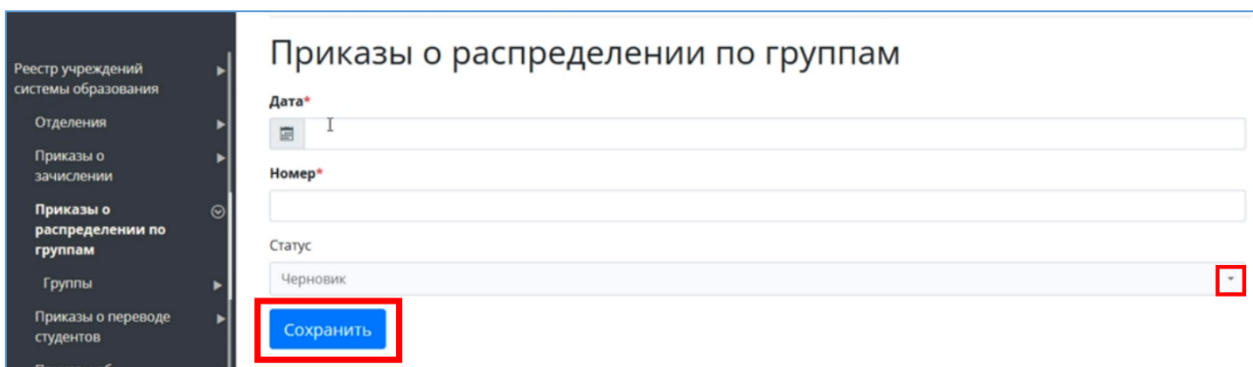 Реестр учреждений
системы образования
Отделения
Приказы о
зачислении
Приказы о
распределении по
группам
Группы
Приказы о переводе
студентов
Приказы о распределении по группам
Дата*
Номер*
Статус
Черновик
Сохранить